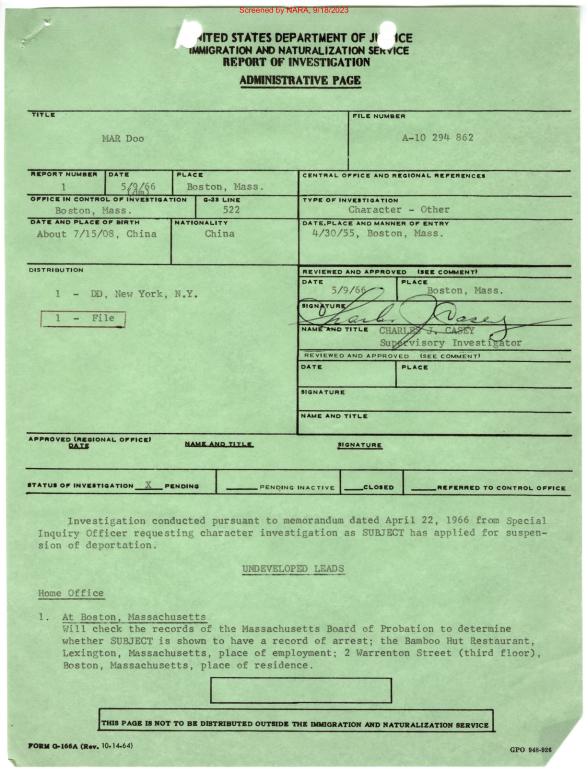 Screened by NARA, 9/18/2023
UNITED STATES DEPARTMENT OF JUSTICE
IMMIGRATION AND NATURALIZATION SERVICE
REPORT OF INVESTIGATION
ADMINISTRATIVE PAGE
TITLE
MAR Doo
FILE NUMBER
A-10 294 862
REPORT NUMBER
1
DATE
5/9/66
(dm)
PLACE
Boston, Mass.
CENTRAL OFFICE AND REGIONAL REFERENCES
OFFICE IN CONTROL OF INVESTIGATION
Boston, Mass.
G-23 LINE
522
TYPE OF INVESTIGATION
Character - Other
DATE AND PLACE OF BIRTH
About 7/15/08, China
NATIONALITY
China
DATE, PLACE AND MANNER OF ENTRY
4/30/55, Boston, Mass.
DISTRIBUTION
1 - DD, New York, N.Y.
1 - File
REVIEWED AND APPROVED (SEE COMMENT)
DATE
5/9/66
PLACE
Boston, Mass.
SIGNATURE
Charles J. Casey
NAME AND TITLE
CHARLES J. CASEY
Supervisory Investigator
REVIEWED AND APPROVED (SEE COMMENT)
DATE
PLACE
SIGNATURE
NAME AND TITLE
APPROVED (REGIONAL OFFICE)
DATE
NAME AND TITLE
SIGNATURE
STATUS OF INVESTIGATION X PENDING
PENDING INACTIVE
CLOSED
REFERRED TO CONTROL OFFICE
Investigation conducted pursuant to memorandum dated April 22, 1966 from Special
Inquiry Officer requesting character investigation as SUBJECT has applied for suspen-
sion of deportation.
UNDEVELOPED LEADS
Home Office
1. At Boston, Massachusetts
Will check the records of the Massachusetts Board of Probation to determine
whether SUBJECT is shown to have a record of arrest; the Bamboo Hut Restaurant,
Lexington, Massachusetts, place of employment; 2 Warrenton Street (third floor),
Boston, Massachusetts, place of residence.
THIS PAGE IS NOT TO BE DISTRIBUTED OUTSIDE THE IMMIGRATION AND NATURALIZATION SERVICE
FORM G-166A (Rev. 10-14-64)
GPO 948-926